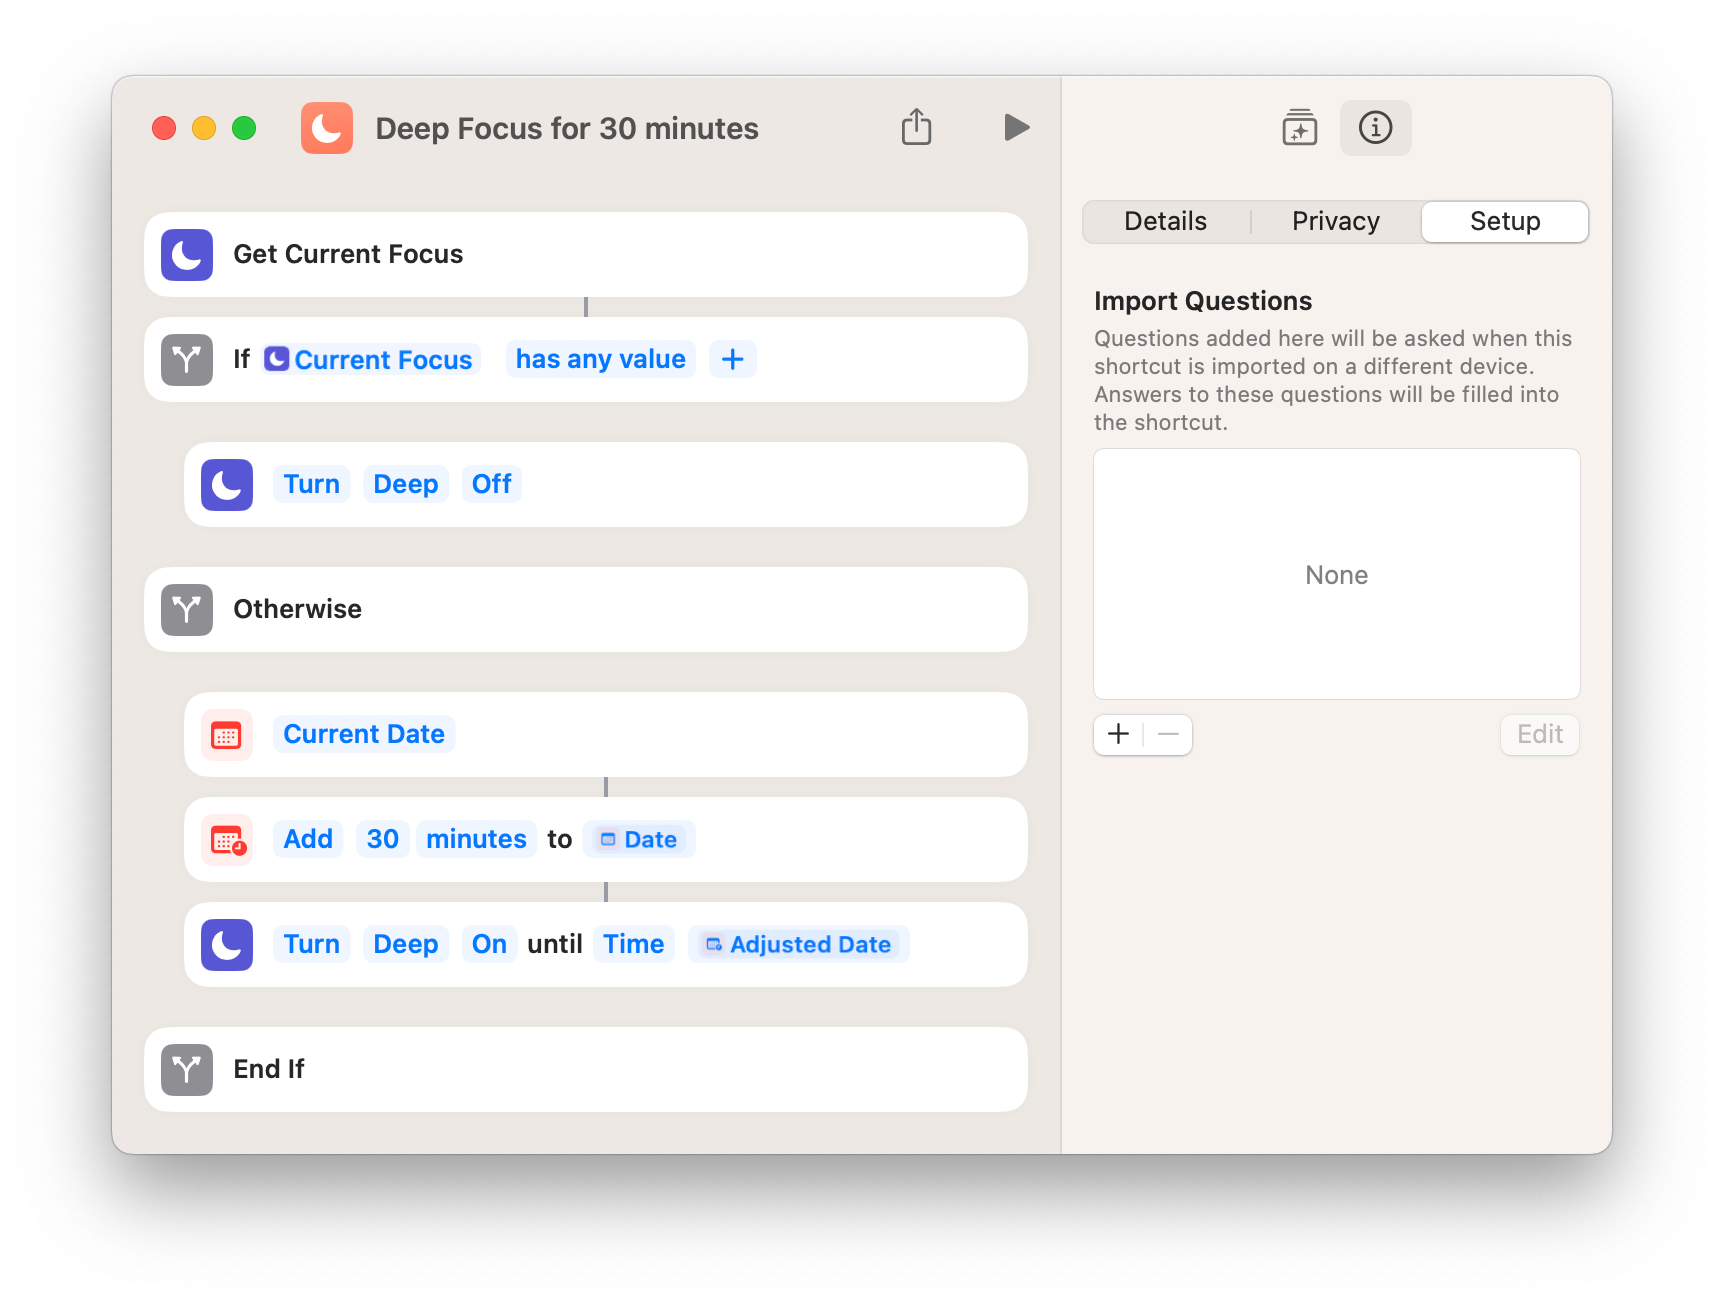 Deep Focus for 30 minutes
Get Current Focus
If Current Focus has any value +
Turn Deep Off
Otherwise
Current Date
Add 30 minutes to Date
Turn Deep On until Time Adjusted Date
End If
Details Privacy Setup
Import Questions
Questions added here will be asked when this
shortcut is imported on a different device.
Answers to these questions will be filled into
the shortcut.
None
Edit